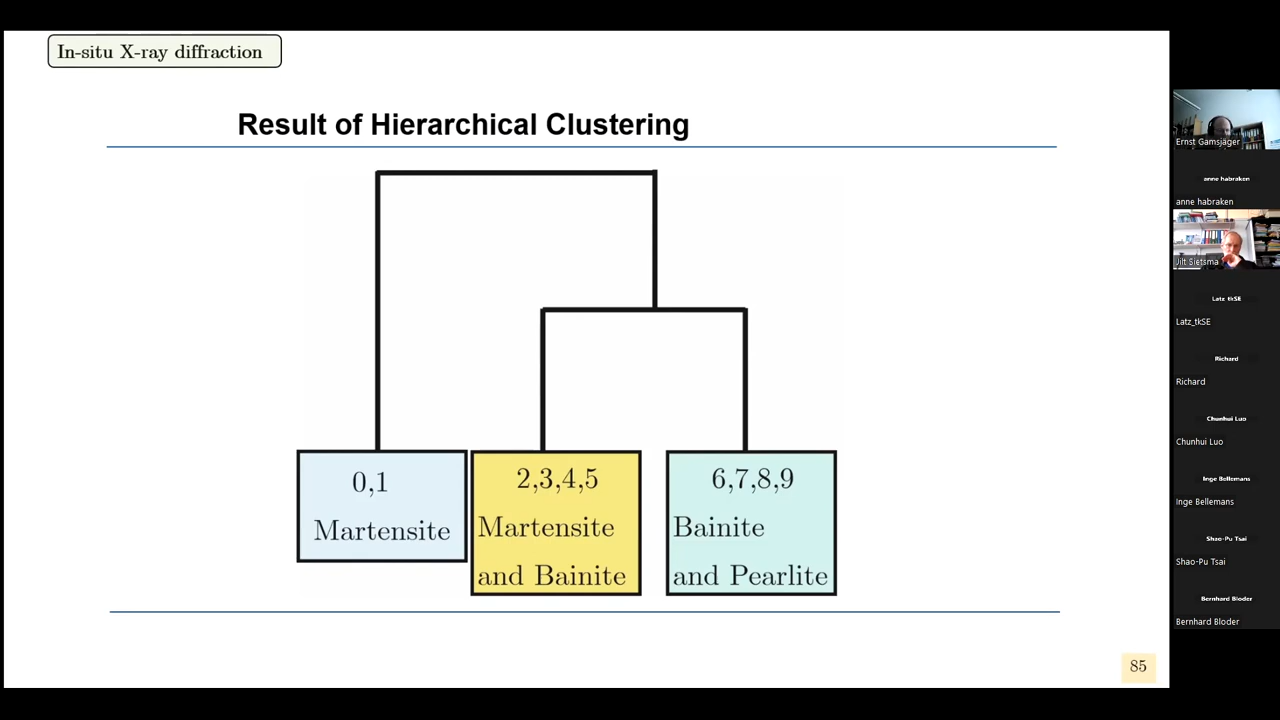 In-situ X-ray diffraction
Result of Hierarchical Clustering
0,1
Martensite
2,3,4,5
Martensite
and Bainite
6,7,8,9
Bainite
and Pearlite
85
Ernst Gamsjäger
anne habraken
anne habraken
Jilt Sietsma
Latz_tkSE
Latz_tkSE
Richard
Richard
Chunhui Luo
Chunhui Luo
Inge Bellemans
Inge Bellemans
Shao-Pu Tsai
Shao-Pu Tsai
Bernhard Bloder
Bernhard Bloder